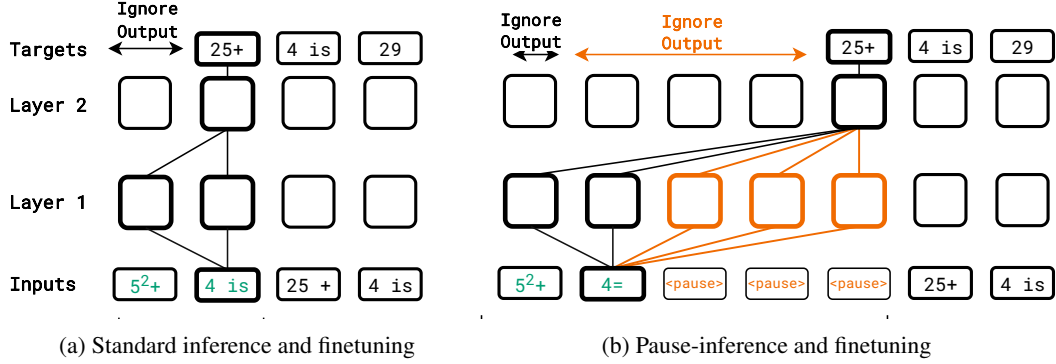 Ignore
Output
Targets
25+
4 is
29
Layer 2
Layer 1
Inputs
5²+
4 is
25 +
4 is
(a) Standard inference and finetuning
Ignore
Output
Ignore
Output
25+
4 is
29
5²+
4=
<pause>
<pause>
<pause>
25+
4 is
(b) Pause-inference and finetuning